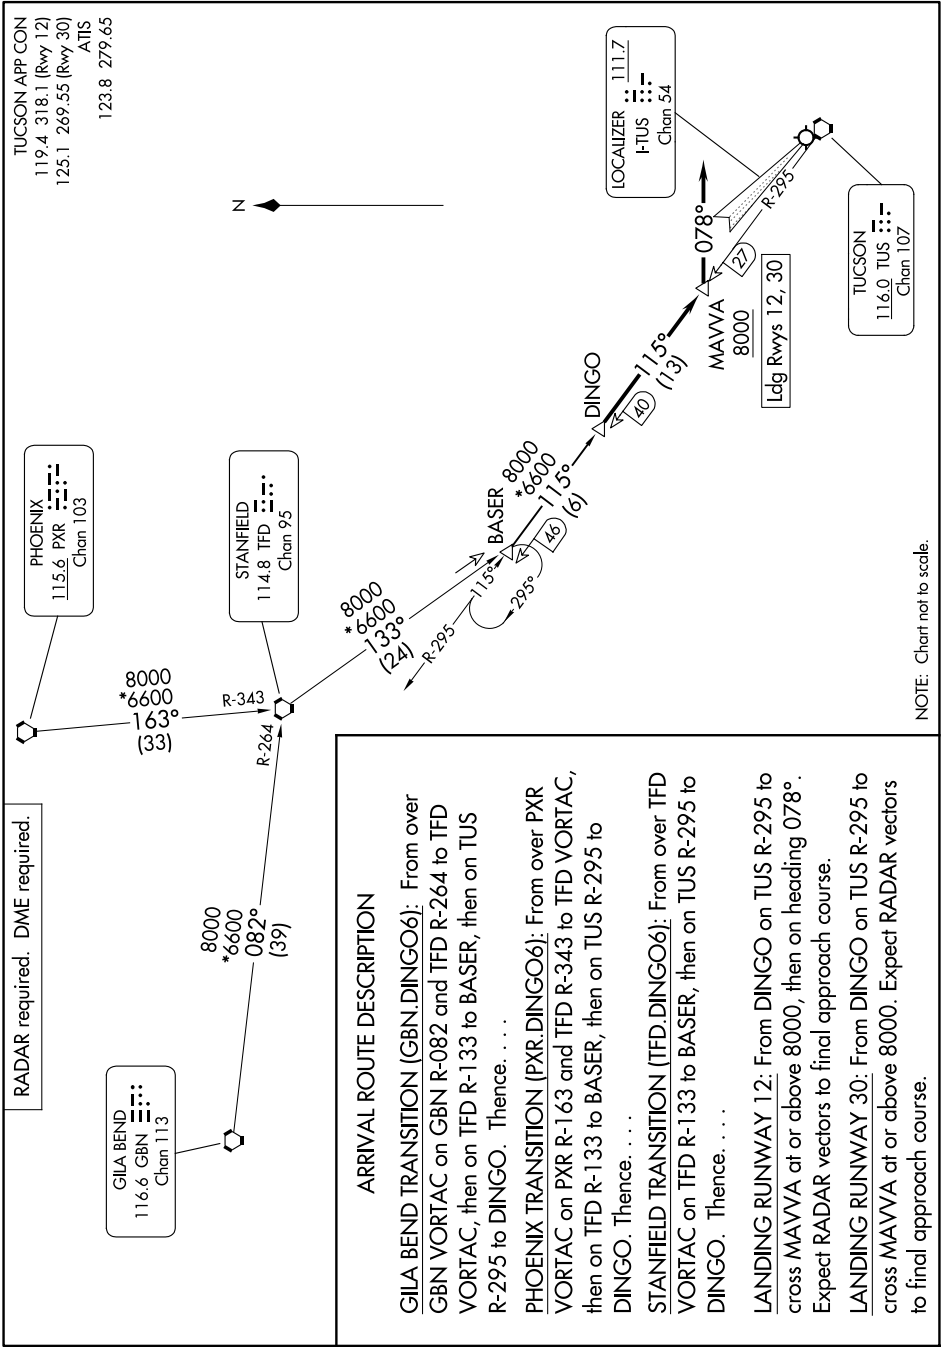 RADAR required.  DME required.
TUCSON APP CON
119.4  318.1 (Rwy 12)
125.1  269.55 (Rwy 30)
ATIS
123.8  279.65
PHOENIX
115.6  PXR
Chan 103
STANFIELD
114.8  TFD
Chan 95
GILA BEND
116.6  GBN
Chan 113
LOCALIZER  111.7
I-TUS
Chan 54
TUCSON
116.0  TUS
Chan 107
N
8000
*6600
163°
(33)
R-343
R-264
8000
*6600
082°
(39)
8000
*6600
133°
(24)
R-295
115°
295°
BASER
46
8000
*6600
115°
(6)
DINGO
40
115°
(13)
MAVVA
8000
Ldg Rwys 12, 30
078°
27
R-295
ARRIVAL ROUTE DESCRIPTION
GILA BEND TRANSITION (GBN.DINGO6):  From over
GBN VORTAC on GBN R-082 and TFD R-264 to TFD
VORTAC, then on TFD R-133 to BASER, then on TUS
R-295 to DINGO.  Thence. . . .
PHOENIX TRANSITION (PXR.DINGO6): From over PXR
VORTAC on PXR R-163 and TFD R-343 to TFD VORTAC,
then on TFD R-133 to BASER, then on TUS R-295 to
DINGO. Thence. . . .
STANFIELD TRANSITION (TFD.DINGO6): From over TFD
VORTAC on TFD R-133 to BASER, then on TUS R-295 to
DINGO.  Thence. . . .
LANDING RUNWAY 12: From DINGO on TUS R-295 to
cross MAVVA at or above 8000, then on heading 078°.
Expect RADAR vectors to final approach course.
LANDING RUNWAY 30: From DINGO on TUS R-295 to
cross MAVVA at or above 8000. Expect RADAR vectors
to final approach course.
NOTE:  Chart not to scale.